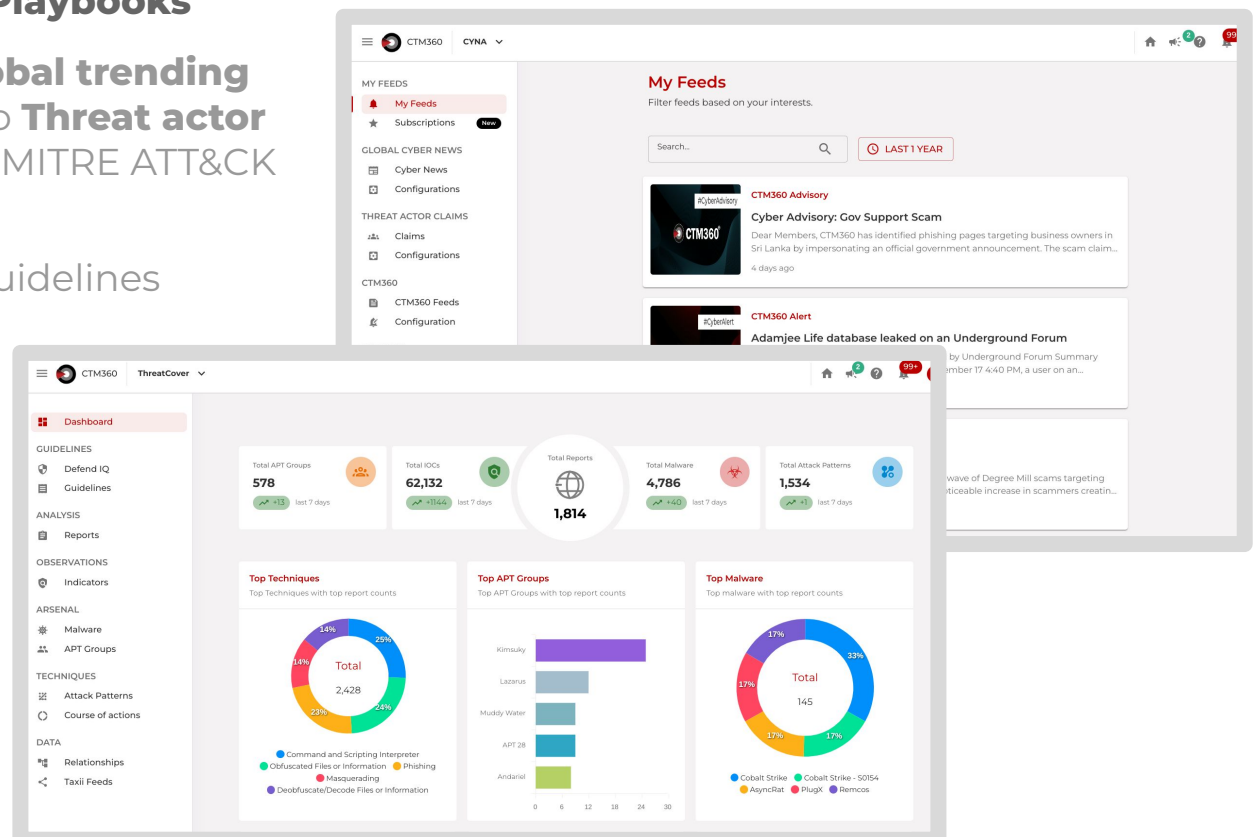 Playbooks
obal trending
o Threat actor
MITRE ATT&CK
uidelines
CTM360 CYNA
2
99
MY FEEDS
My Feeds
Subscriptions New
GLOBAL CYBER NEWS
Cyber News
Configurations
THREAT ACTOR CLAIMS
Claims
Configurations
CTM360
CTM360 Feeds
Configuration
My Feeds
Filter feeds based on your interests.
Search...
LAST 1 YEAR
#CyberAdvisory
CTM360
CTM360 Advisory
Cyber Advisory: Gov Support Scam
Dear Members, CTM360 has identified phishing pages targeting business owners in
Sri Lanka by impersonating an official government announcement. The scam claim...
4 days ago
#CyberAlert
CTM360 Alert
Adamjee Life database leaked on an Underground Forum
by Underground Forum Summary
ember 17 4:40 PM, a user on an...
wave of Degree Mill scams targeting
oticeable increase in scammers creatin...
CTM360 ThreatCover
2
99+
Dashboard
GUIDELINES
Defend IQ
Guidelines
ANALYSIS
Reports
OBSERVATIONS
Indicators
ARSENAL
Malware
APT Groups
TECHNIQUES
Attack Patterns
Course of actions
DATA
Relationships
Taxii Feeds
Total APT Groups
578
+13 last 7 days
Total IOCs
62,132
+1144 last 7 days
Total Reports
1,814
Total Malware
4,786
+40 last 7 days
Total Attack Patterns
1,534
+1 last 7 days
Top Techniques
Top Techniques with top report counts
14%
25%
14%
24%
23%
Total
2,428
Command and Scripting Interpreter
Obfuscated Files or Information Phishing
Masquerading
Deobfuscate/Decode Files or Information
Top APT Groups
Top APT Groups with top report counts
Kimsuky
Lazarus
Muddy Water
APT 28
Andariel
0 6 12 18 24 30
Top Malware
Top malware with top report counts
17%
33%
17%
17%
17%
Total
145
Cobalt Strike Cobalt Strike - S0154
AsyncRat PlugX Remcos